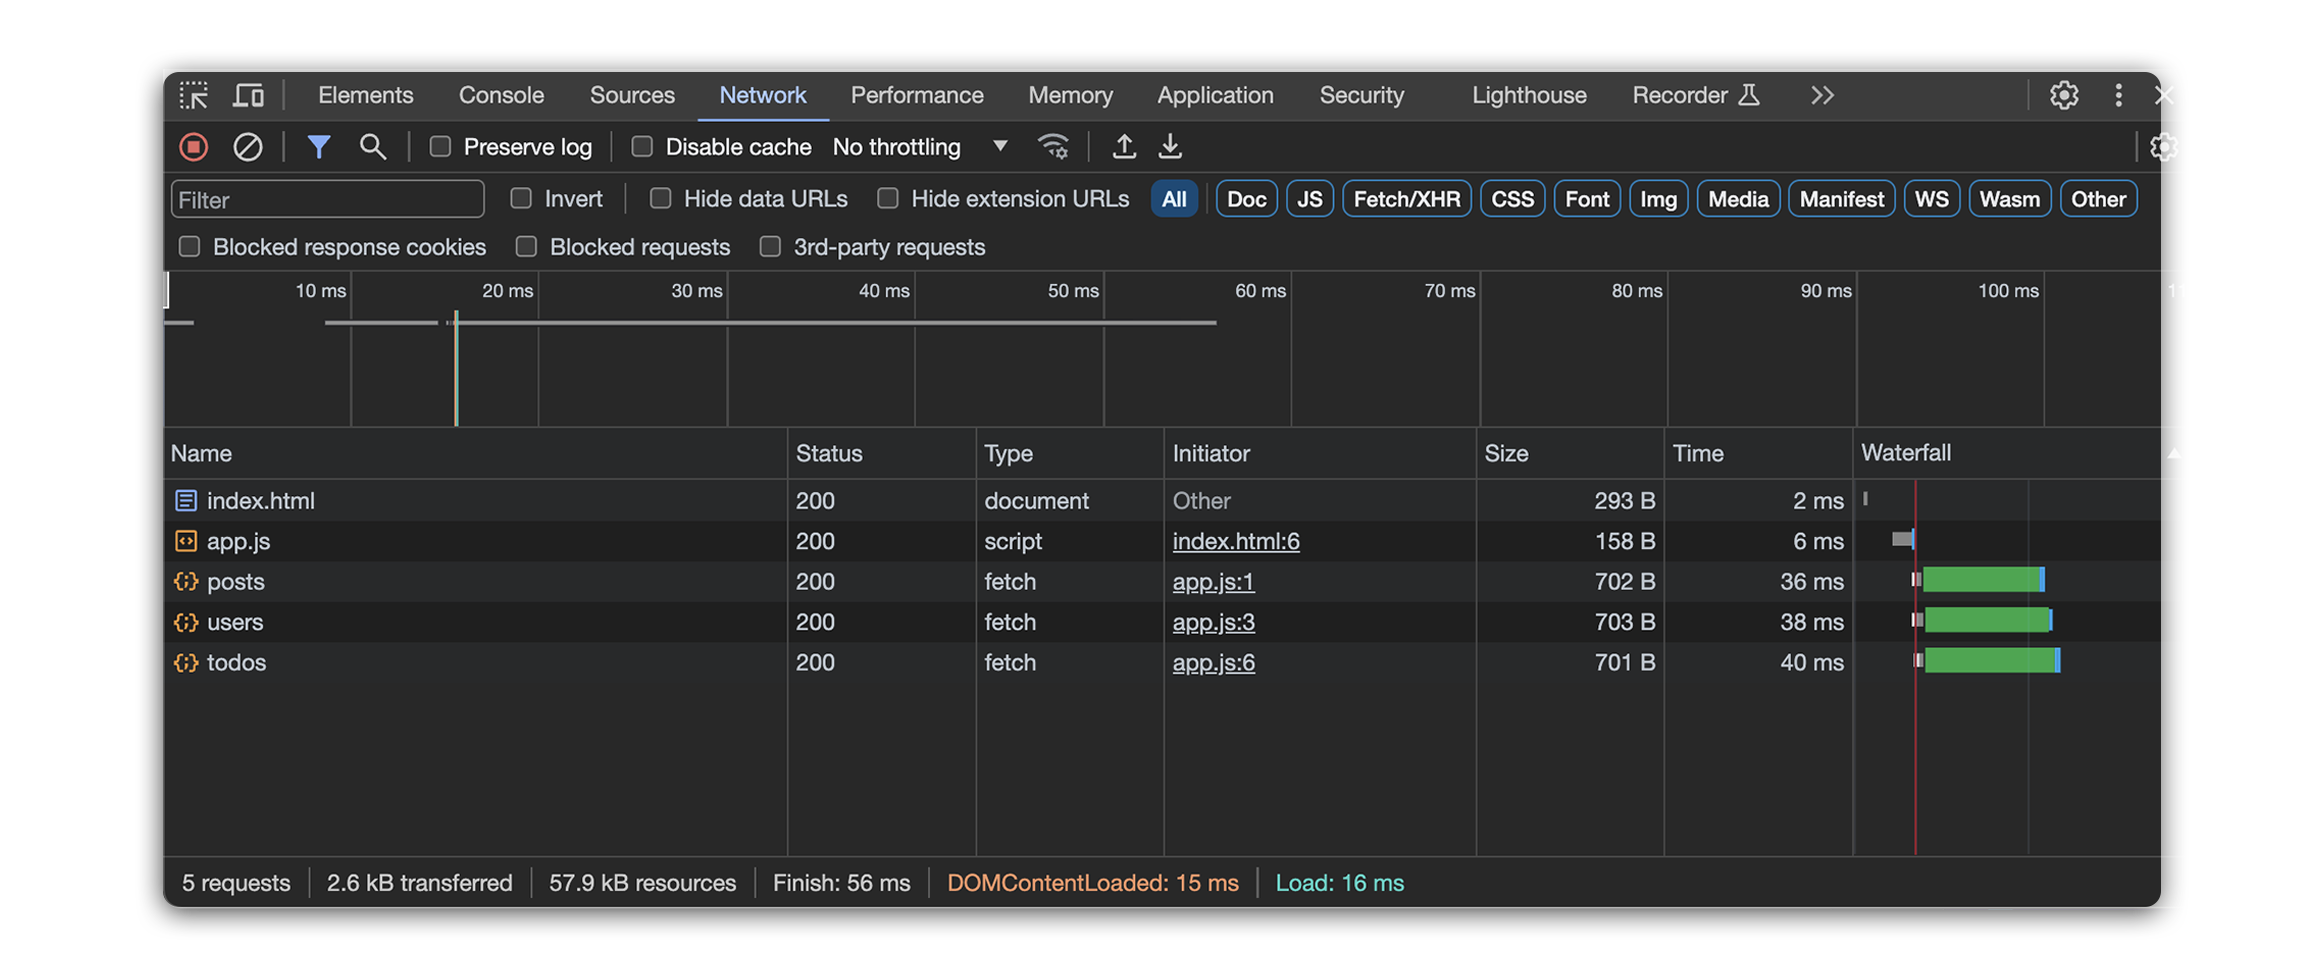 Elements Console Sources Network Performance Memory Application Security Lighthouse Recorder
Preserve log Disable cache No throttling
Filter Invert Hide data URLs Hide extension URLs All Doc JS Fetch/XHR CSS Font Img Media Manifest WS Wasm Other
Blocked response cookies Blocked requests 3rd-party requests
10 ms 20 ms 30 ms 40 ms 50 ms 60 ms 70 ms 80 ms 90 ms 100 ms
Name Status Type Initiator Size Time Waterfall
index.html 200 document Other 293 B 2 ms
app.js 200 script index.html:6 158 B 6 ms
posts 200 fetch app.js:1 702 B 36 ms
users 200 fetch app.js:3 703 B 38 ms
todos 200 fetch app.js:6 701 B 40 ms
5 requests 2.6 kB transferred 57.9 kB resources Finish: 56 ms DOMContentLoaded: 15 ms Load: 16 ms